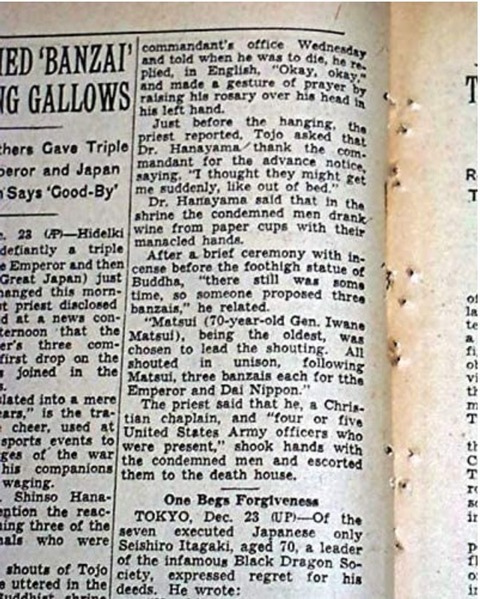 IED 'BANZAI'
NG GALLOWS
thers Gave Triple
peror and Japan
n Says 'Good-By'
c. 23 (AP)—Hidelki
defiantly a triple
e Emperor and then
Great Japan) just
anged this morn-
st priest disclosed
d at a news con-
ternoon that the
er's three com-
first drop on the
s joined in the
s.
slated into a mere
ears," is the tra-
e cheer, used at
sports events to
ges of the war
his companions
waging.
Shinso Hana-
ention the reac-
ning three of the
nals who were
shouts of Tojo
e uttered in the
Buddhist shrine
commandant's office Wednesday
and told when he was to die, he re-
plied, in English, "Okay, okay,"
and made a gesture of prayer by
raising his rosary over his head in
his left hand.
Just before the hanging, the
priest reported, Tojo asked that
Dr. Hanayama thank the com-
mandant for the advance notice,
saying. "I thought they might get
me suddenly, like out of bed."
Dr. Hanayama said that in the
shrine the condemned men drank
wine from paper cups with their
manacled hands.
After a brief ceremony with in-
cense before the foothigh statue of
Buddha, "there still was some
time, so someone proposed three
banzais," he related.
"Matsui (70-year-old Gen. Iwane
Matsui), being the oldest, was
chosen to lead the shouting. All
shouted in unison, following
Matsui, three banzais each for tthe
Emperor and Dai Nippon."
The priest said that he, a Chris-
tian chaplain, and "four or five
United States Army officers who
were present," shook hands with
the condemned men and escorted
them to the death house.
One Begs Forgiveness
TOKYO, Dec. 23 (UP)—Of the
seven executed Japanese only
Seishiro Itagaki, aged 70, a leader
of the infamous Black Dragon So-
ciety, expressed regret for his
deeds. He wrote: